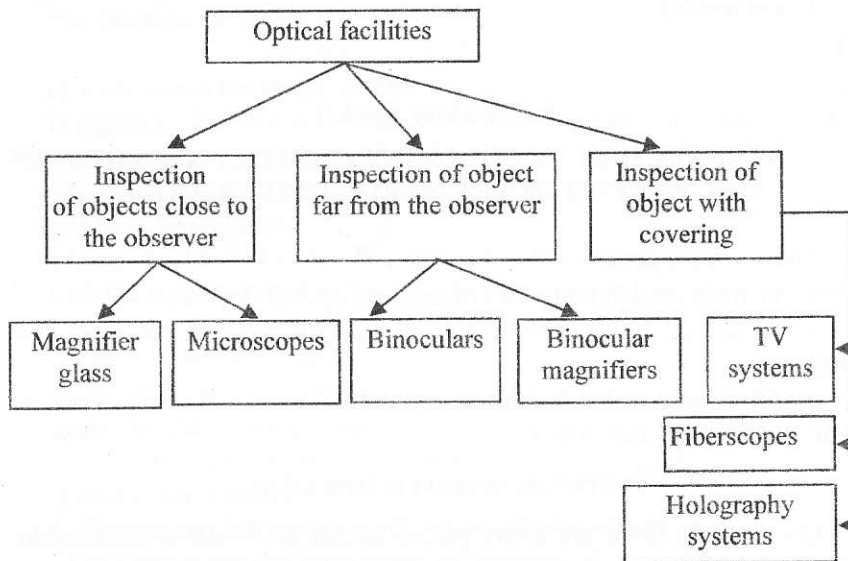 Optical facilities
Inspection
of objects close to
the observer
Inspection of object
far from the observer
Inspection of
object with
covering
Magnifier
glass
Microscopes
Binoculars
Binocular
magnifiers
TV
systems
Fiberscopes
Holography
systems